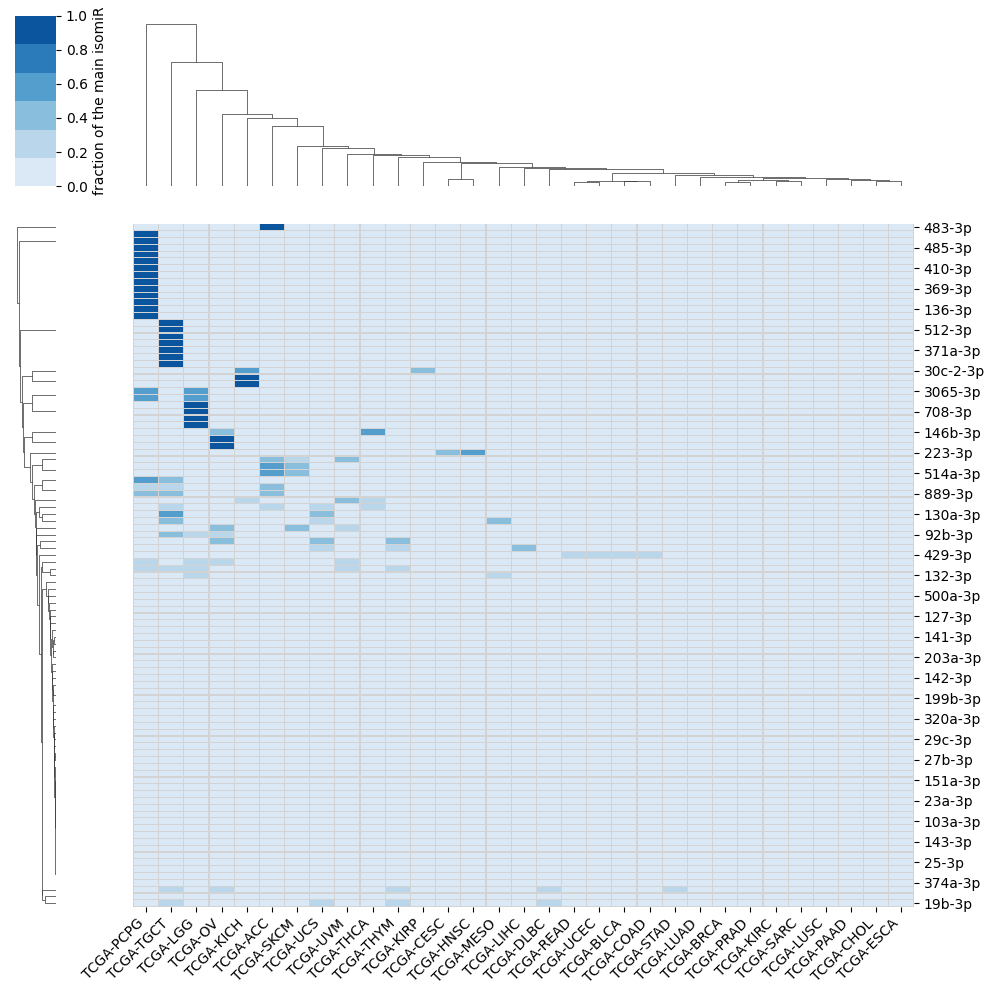 1.0
0.8
0.6
0.4
0.2
0.0
fraction of the main isomiR
483-3p
485-3p
410-3p
369-3p
136-3p
512-3p
371a-3p
30c-2-3p
3065-3p
708-3p
146b-3p
223-3p
514a-3p
889-3p
130a-3p
92b-3p
429-3p
132-3p
500a-3p
127-3p
141-3p
203a-3p
142-3p
199b-3p
320a-3p
29c-3p
27b-3p
151a-3p
23a-3p
103a-3p
143-3p
25-3p
374a-3p
19b-3p
TCGA-PCPG
TCGA-TGCT
TCGA-LGG
TCGA-OV
TCGA-KICH
TCGA-ACC
TCGA-SKCM
TCGA-UCS
TCGA-UVM
TCGA-THCA
TCGA-THYM
TCGA-KIRP
TCGA-CESC
TCGA-HNSC
TCGA-MESO
TCGA-LIHC
TCGA-DLBC
TCGA-READ
TCGA-UCEC
TCGA-BLCA
TCGA-COAD
TCGA-STAD
TCGA-LUAD
TCGA-BRCA
TCGA-PRAD
TCGA-KIRC
TCGA-SARC
TCGA-LUSC
TCGA-PAAD
TCGA-CHOL
TCGA-ESCA